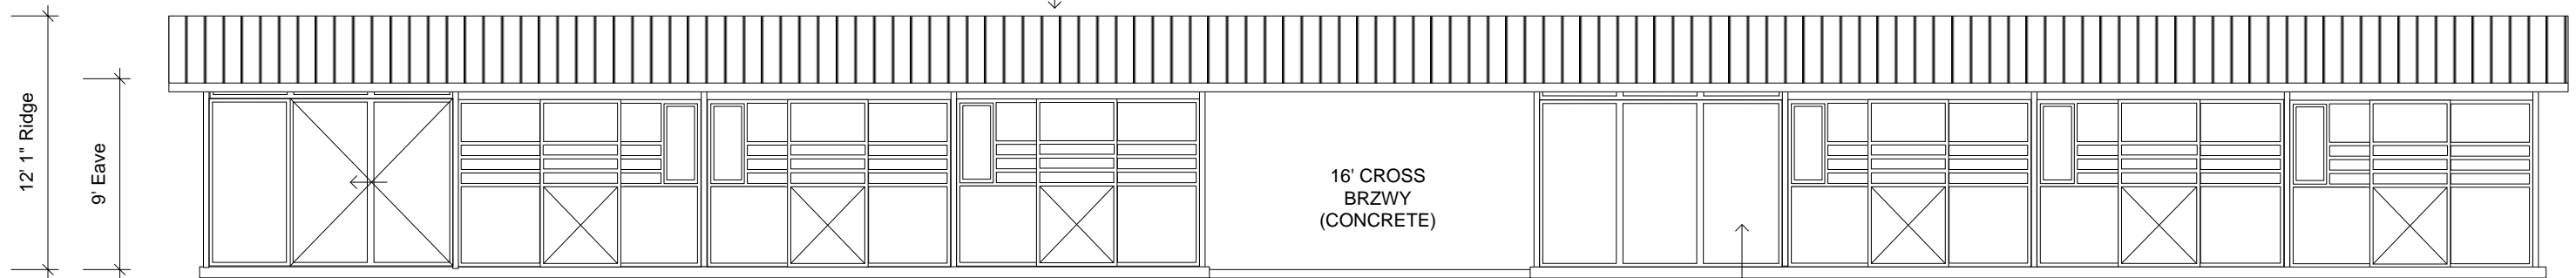 12' 1" Ridge
9' Eave
16' CROSS
BRZWY
(CONCRETE)